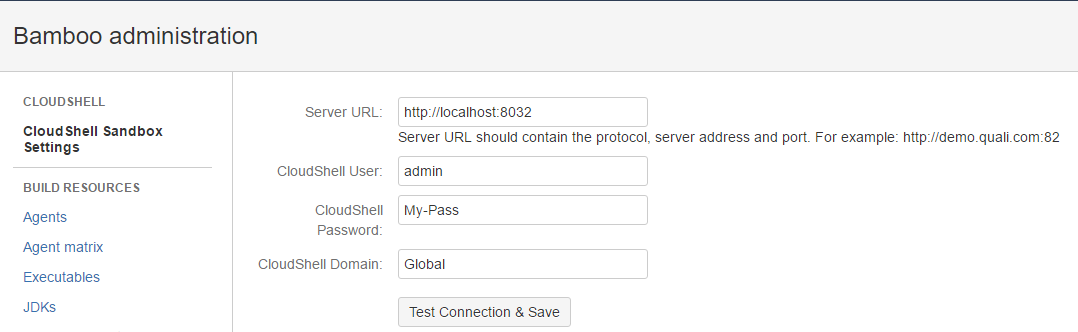 Bamboo administration
CLOUDSHELL
CloudShell Sandbox
Settings
BUILD RESOURCES
Agents
Agent matrix
Executables
JDKs
Server URL: http://localhost:8032
Server URL should contain the protocol, server address and port. For example: http://demo.quali.com:82
CloudShell User: admin
CloudShell My-Pass
Password:
CloudShell Domain: Global
Test Connection & Save